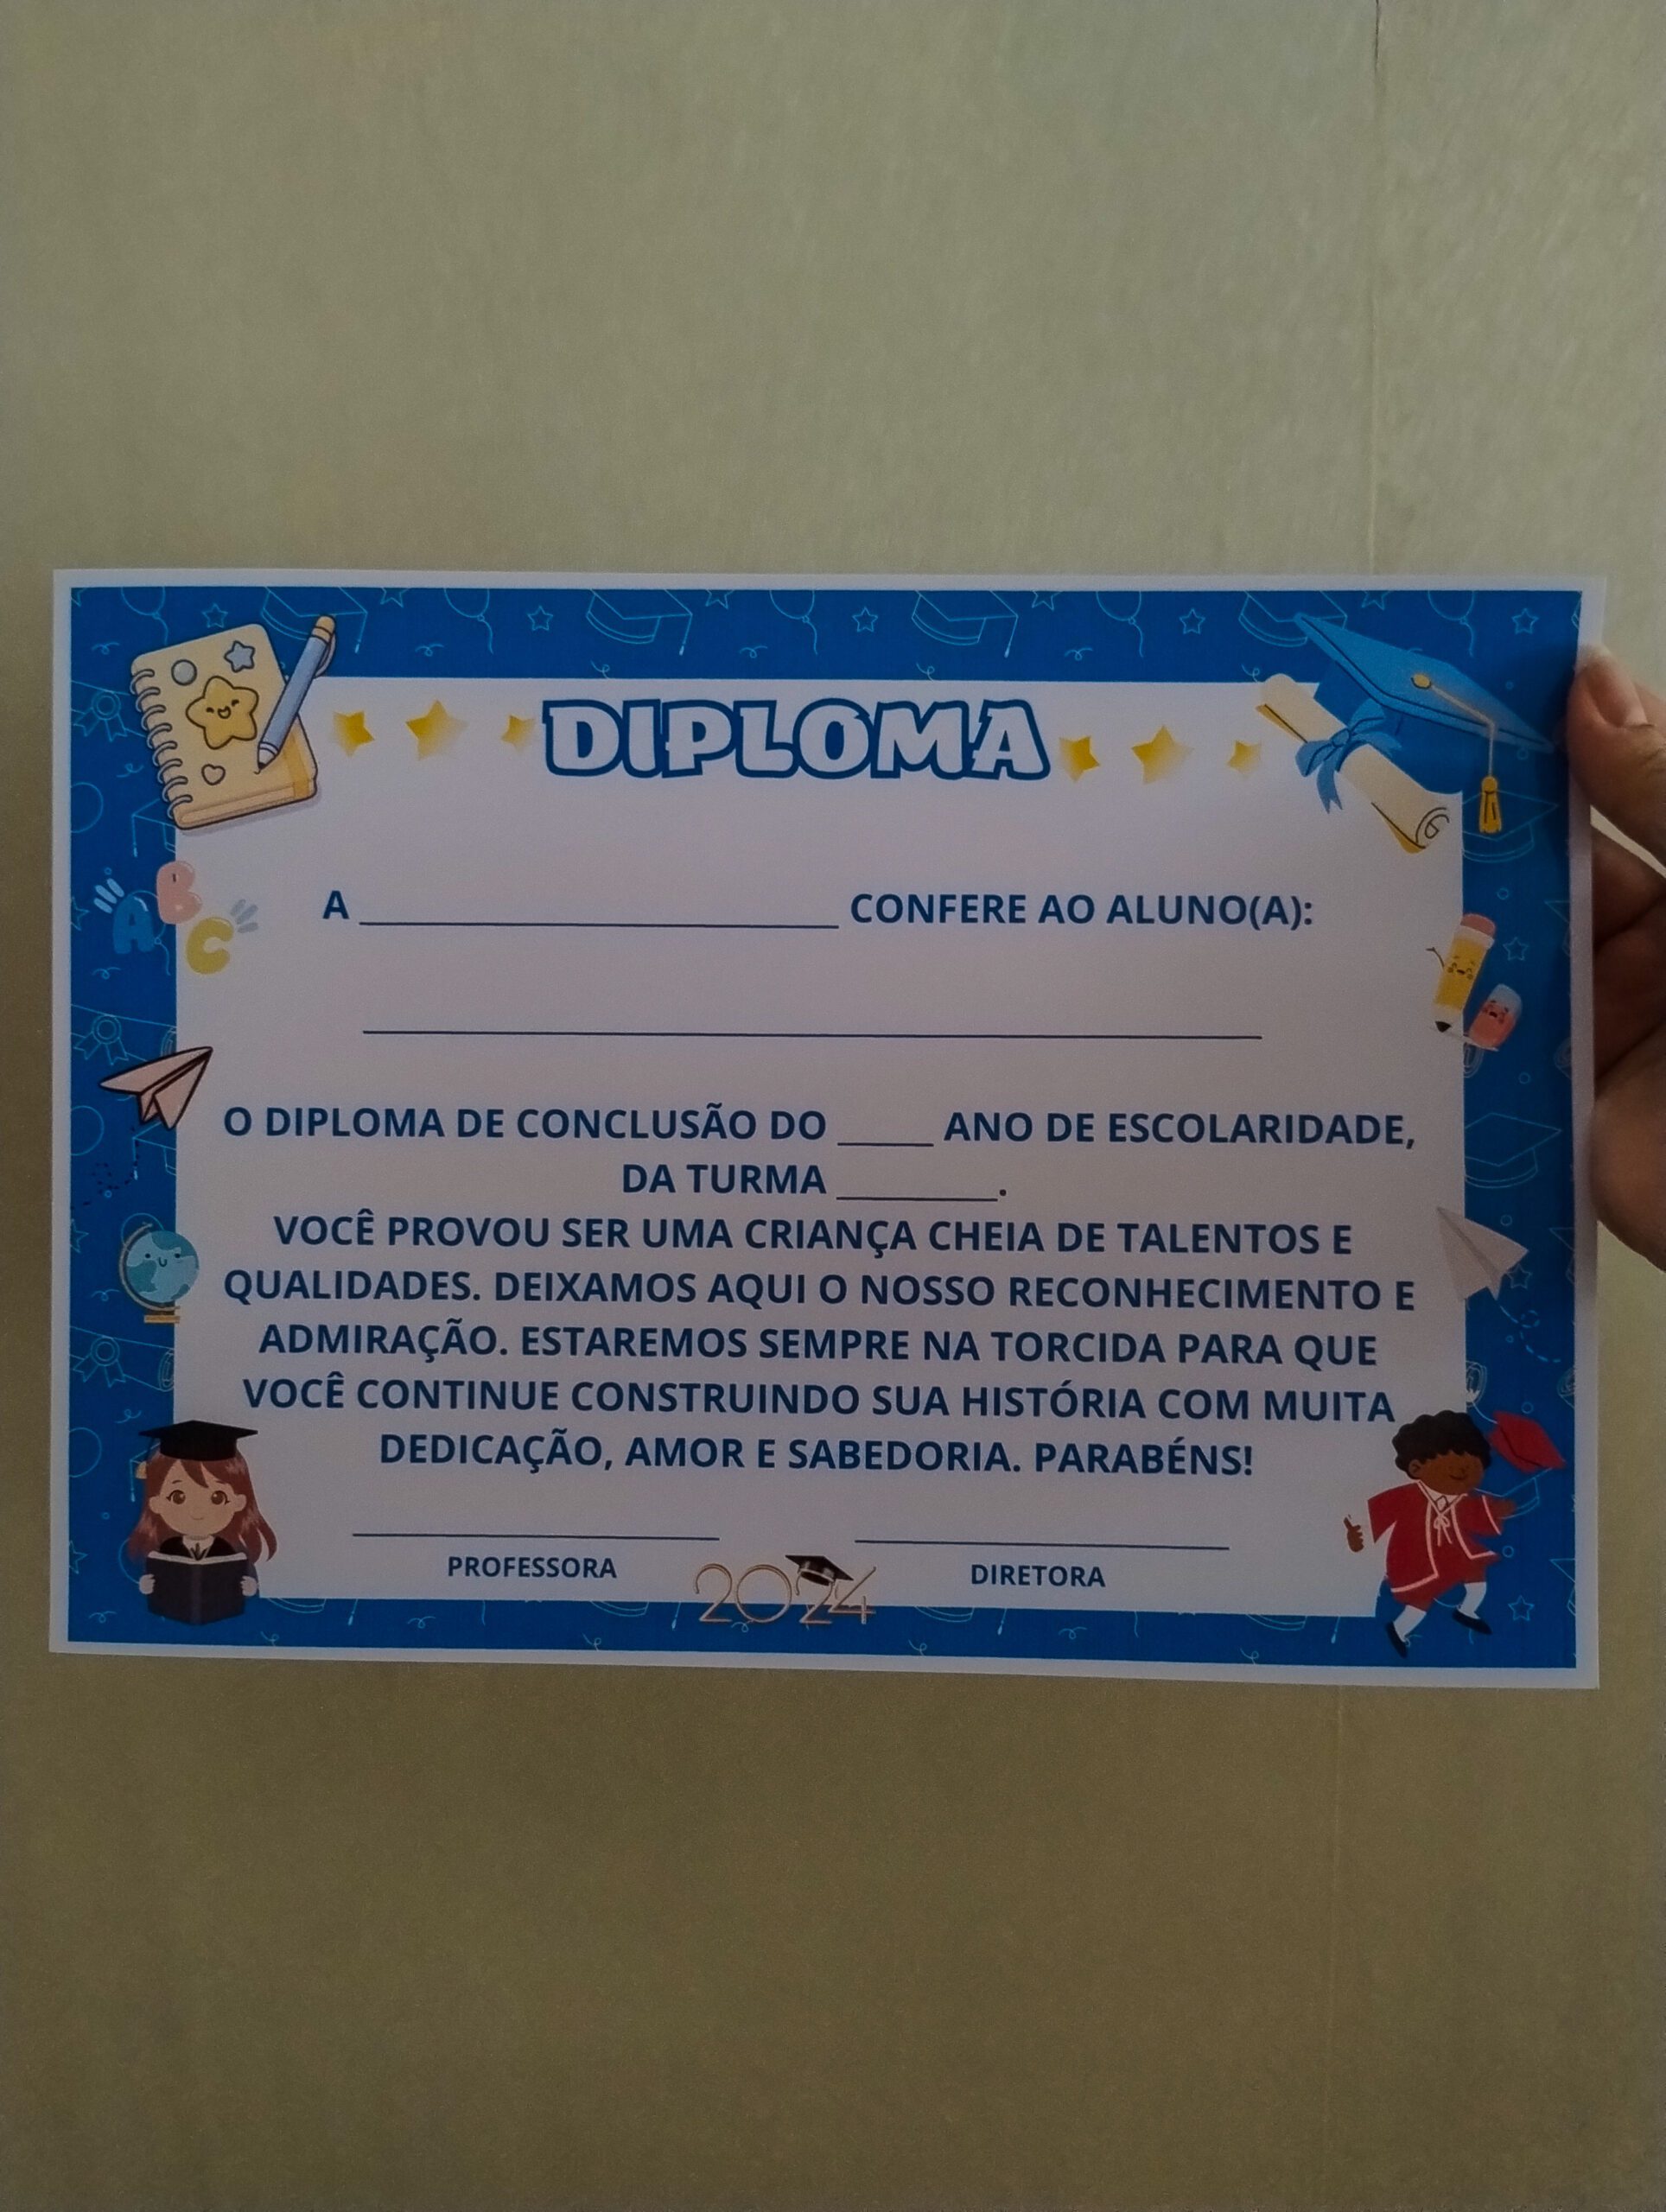 DIPLOMA
A B C
A ____________________ CONFERE AO ALUNO(A):
________________________________________
O DIPLOMA DE CONCLUSÃO DO ____ ANO DE ESCOLARIDADE,
DA TURMA _______.
VOCÊ PROVOU SER UMA CRIANÇA CHEIA DE TALENTOS E
QUALIDADES. DEIXAMOS AQUI O NOSSO RECONHECIMENTO E
ADMIRAÇÃO. ESTAREMOS SEMPRE NA TORCIDA PARA QUE
VOCÊ CONTINUE CONSTRUINDO SUA HISTÓRIA COM MUITA
DEDICAÇÃO, AMOR E SABEDORIA. PARABÉNS!
PROFESSORA
2024
DIRETORA